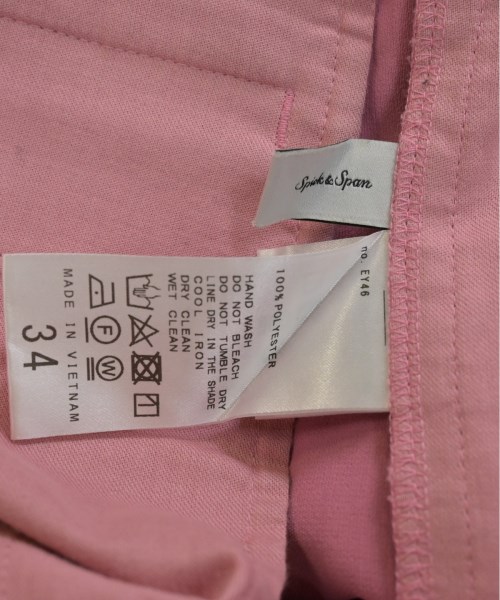 Spick & Span
no. EY46
100% POLYESTER
HAND WASH
DO NOT BLEACH
DO NOT TUMBLE DRY
LINE DRY IN THE SHADE
COOL IRON
DRY CLEAN
WET CLEAN
F
W
34
MADE IN VIETNAM